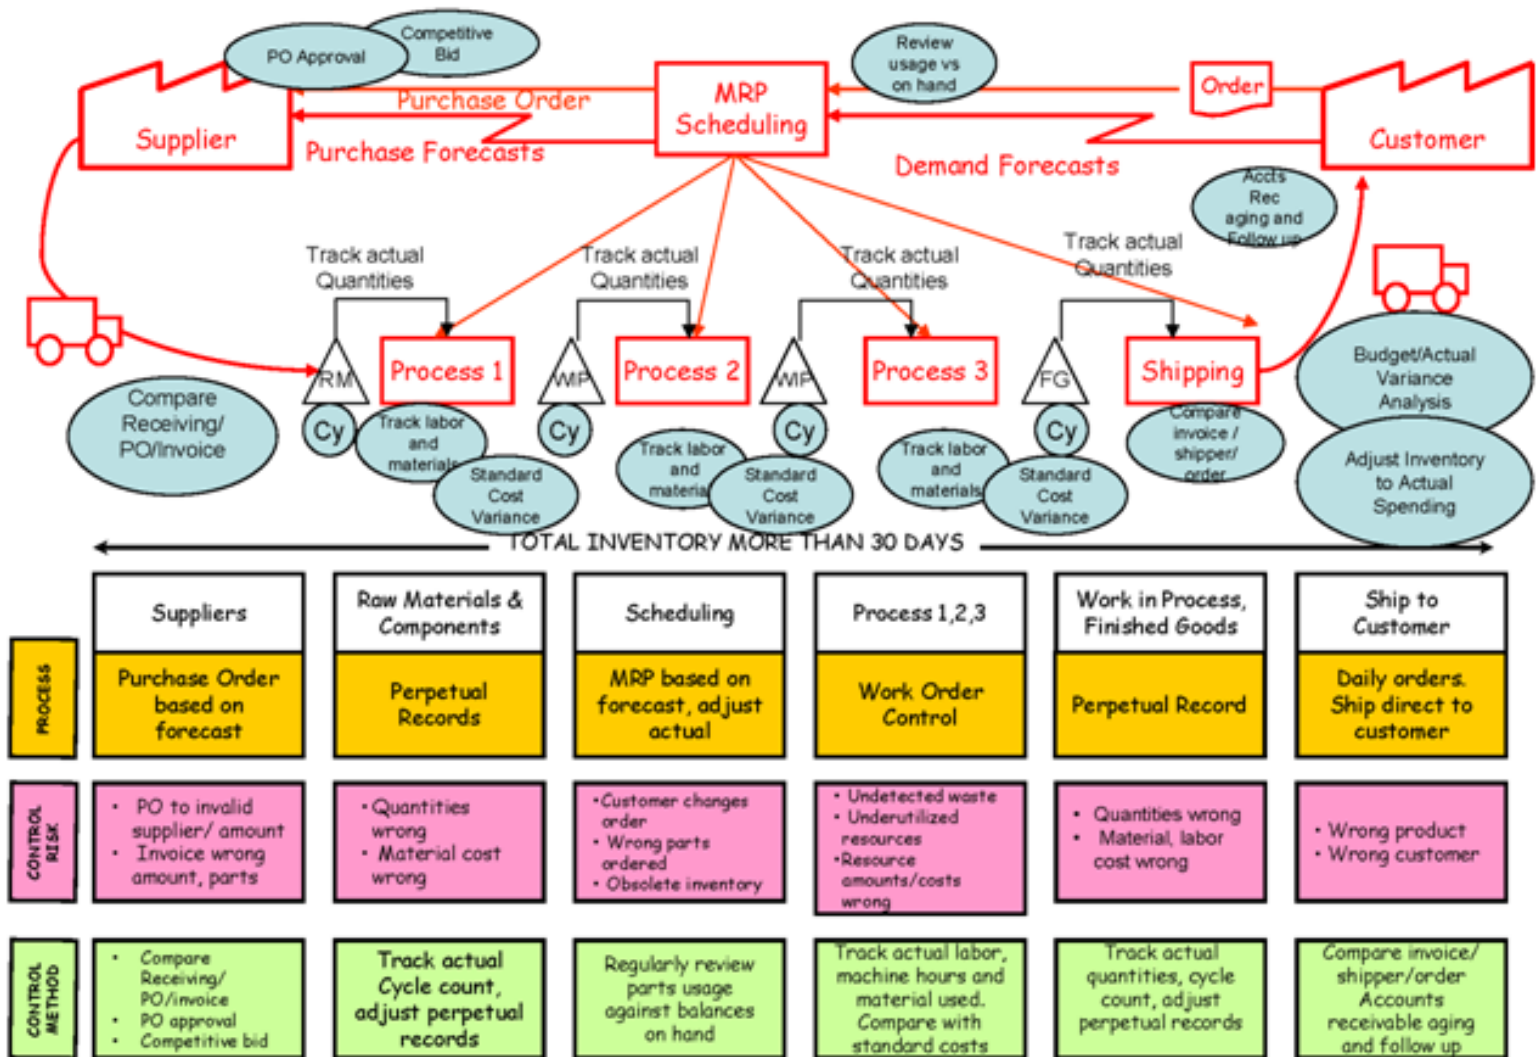 PO Approval
Competitive
Bid
Purchase Order
Purchase Forecasts
Supplier
MRP
Scheduling
Review
usage vs
on hand
Order
Demand Forecasts
Customer
Accts
Rec
aging and
Follow up
Track actual
Quantities
Track actual
Quantities
Track actual
Quantities
Track actual
Quantities
RM
Process 1
WIP
Process 2
WIP
Process 3
FG
Shipping
Compare
Receiving/
PO/Invoice
Cy
Track labor
and
materials
Standard
Cost
Variance
Cy
Track labor
and
materia
Standard
Cost
Variance
Cy
Track labor
and
materials
Standard
Cost
Variance
Cy
Compare
invoice /
shipper/
order
Budget/Actual
Variance
Analysis
Adjust Inventory
to Actual
Spending
TOTAL INVENTORY MORE THAN 30 DAYS
Suppliers
Raw Materials &
Components
Scheduling
Process 1,2,3
Work in Process,
Finished Goods
Ship to
Customer
PROCESS
Purchase Order
based on
forecast
Perpetual
Records
MRP based on
forecast, adjust
actual
Work Order
Control
Perpetual Record
Daily orders.
Ship direct to
customer
CONTROL
RISK
• PO to invalid
supplier/ amount
• Invoice wrong
amount, parts
•Quantities
wrong
• Material cost
wrong
•Customer changes
order
• Wrong parts
ordered
• Obsolete inventory
• Undetected waste
• Underutilized
resources
•Resource
amounts/costs
wrong
• Quantities wrong
• Material, labor
cost wrong
• Wrong product
• Wrong customer
CONTROL
METHOD
• Compare
Receiving/
PO/invoice
• PO approval
• Competitive bid
Track actual
Cycle count,
adjust perpetual
records
Regularly review
parts usage
against balances
on hand
Track actual labor,
machine hours and
material used.
Compare with
standard costs
Track actual
quantities, cycle
count, adjust
perpetual records
Compare invoice/
shipper/order
Accounts
receivable aging
and follow up